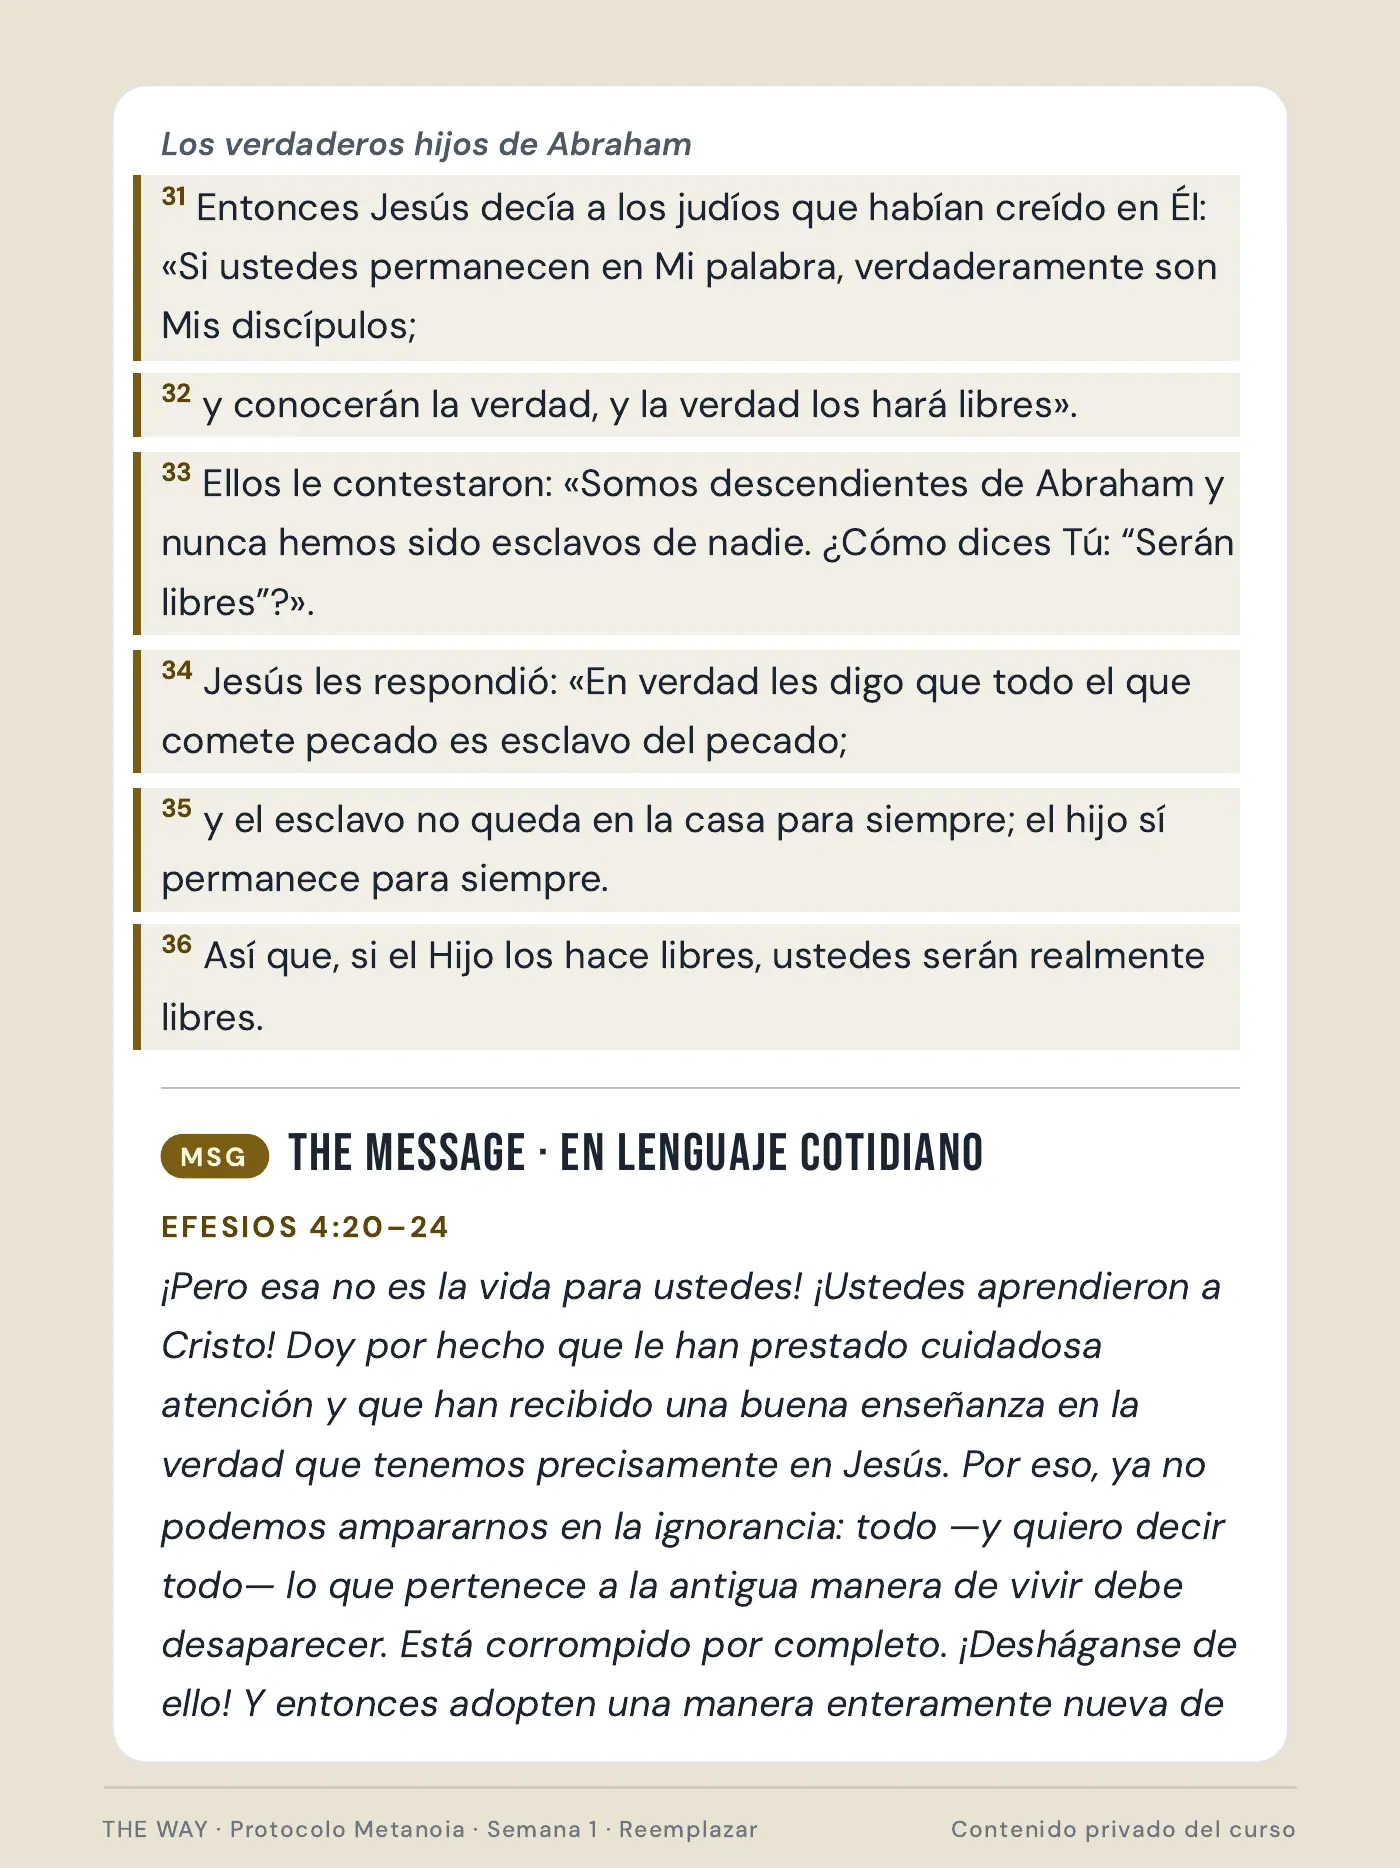 Los verdaderos hijos de Abraham
31 Entonces Jesús decía a los judíos que habían creído en Él:
«Si ustedes permanecen en Mi palabra, verdaderamente son
Mis discípulos;
32 y conocerán la verdad, y la verdad los hará libres».
33 Ellos le contestaron: «Somos descendientes de Abraham y
nunca hemos sido esclavos de nadie. ¿Cómo dices Tú: “Serán
libres”?».
34 Jesús les respondió: «En verdad les digo que todo el que
comete pecado es esclavo del pecado;
35 y el esclavo no queda en la casa para siempre; el hijo sí
permanece para siempre.
36 Así que, si el Hijo los hace libres, ustedes serán realmente
libres.
MSG THE MESSAGE · EN LENGUAJE COTIDIANO
EFESIOS 4:20–24
¡Pero esa no es la vida para ustedes! ¡Ustedes aprendieron a
Cristo! Doy por hecho que le han prestado cuidadosa
atención y que han recibido una buena enseñanza en la
verdad que tenemos precisamente en Jesús. Por eso, ya no
podemos ampararnos en la ignorancia: todo —y quiero decir
todo— lo que pertenece a la antigua manera de vivir debe
desaparecer. Está corrompido por completo. ¡Desháganse de
ello! Y entonces adopten una manera enteramente nueva de
THE WAY · Protocolo Metanoia · Semana 1 · Reemplazar
Contenido privado del curso